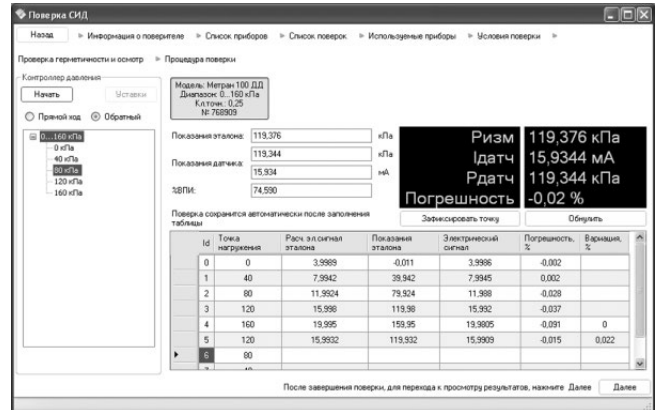 Поверка СИД
Назад » Информация о поверителе » Список приборов » Список поверок » Используемые приборы » Условия поверки »
Проверка герметичности и осмотр » Процедура поверки
Контроллер давления
Начать Уставки
Прямой ход Обратный
0...160 кПа
0 кПа
40 кПа
80 кПа
120 кПа
160 кПа
Модель: Метран 100 ДД
Диапазон: 0...160 кПа
Кл.точн.: 0,25
№ 768909
Показания эталона: 119,376 кПа
Показания датчика: 119,344 кПа
15,934 мА
%ВПИ: 74,590
Pизм 119,376 кПа
Iдатч 15,9344 мА
Pдатч 119,344 кПа
Погрешность -0,02 %
Поверка сохранится автоматически после заполнения
таблицы
Зафиксировать точку Обнулить
Id Точка нагружения Расч. эл.сигнал эталона Показания эталона Электрический сигнал Погрешность, % Вариация, %
0 0 3,9989 -0,011 3,9986 -0,002
1 40 7,9942 39,942 7,9945 0,002
2 80 11,9924 79,924 11,988 -0,028
3 120 15,998 119,98 15,992 -0,037
4 160 19,995 159,95 19,9805 -0,091 0
5 120 15,9932 119,932 15,9909 -0,015 0,022
6 80
После завершения поверки, для перехода к просмотру результатов, нажмите Далее Далее